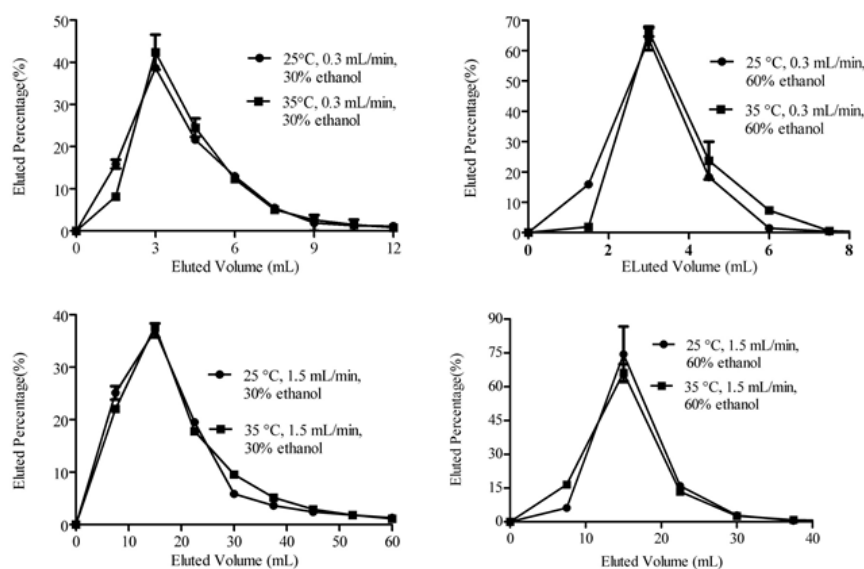 50
40
30
20
10
0
Eluted Percentage(%)
0 3 6 9 12
Eluted Volume (mL)
25°C, 0.3 mL/min,
30% ethanol
35°C, 0.3 mL/min,
30% ethanol
70
60
50
40
30
20
10
0
Eluted Percentage(%)
0 2 4 6 8
ELuted Volume (mL)
25 °C, 0.3 mL/min,
60% ethanol
35 °C, 0.3 mL/min,
60% ethanol
40
30
20
10
0
Eluted Percentage(%)
0 10 20 30 40 50 60
Eluted Volume (mL)
25 °C, 1.5 mL/min,
30% ethanol
35 °C, 1.5 mL/min,
30% ethanol
90
75
60
45
30
15
0
Eluted Percentage(%)
0 10 20 30 40
Eluted Volume (mL)
25 °C, 1.5 mL/min,
60% ethanol
35 °C, 1.5 mL/min,
60% ethanol